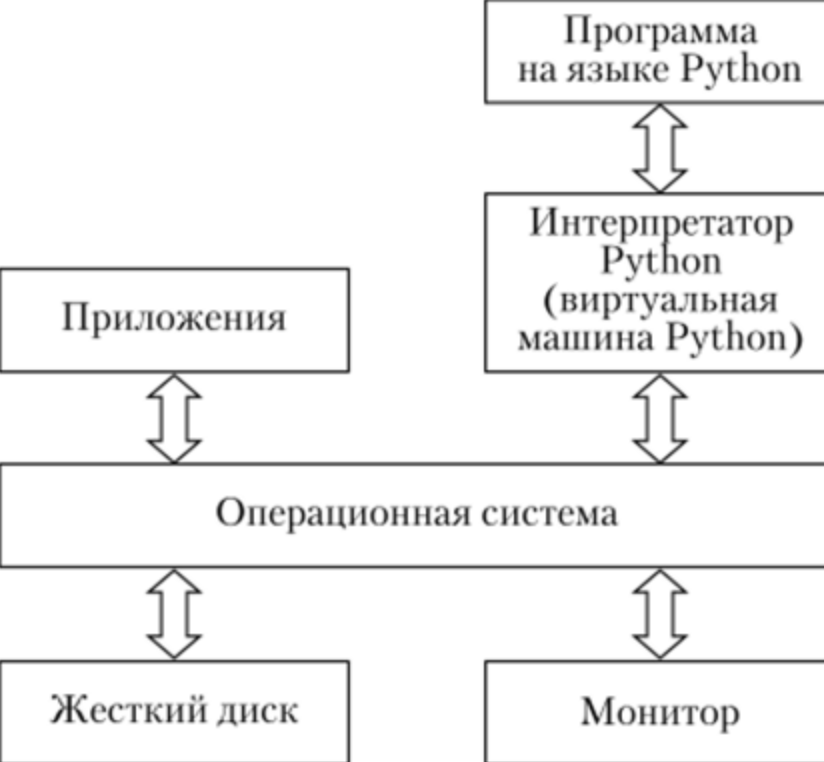 Программа
на языке Python
Интерпретатор
Python
(виртуальная
машина Python)
Приложения
Операционная система
Жесткий диск
Монитор